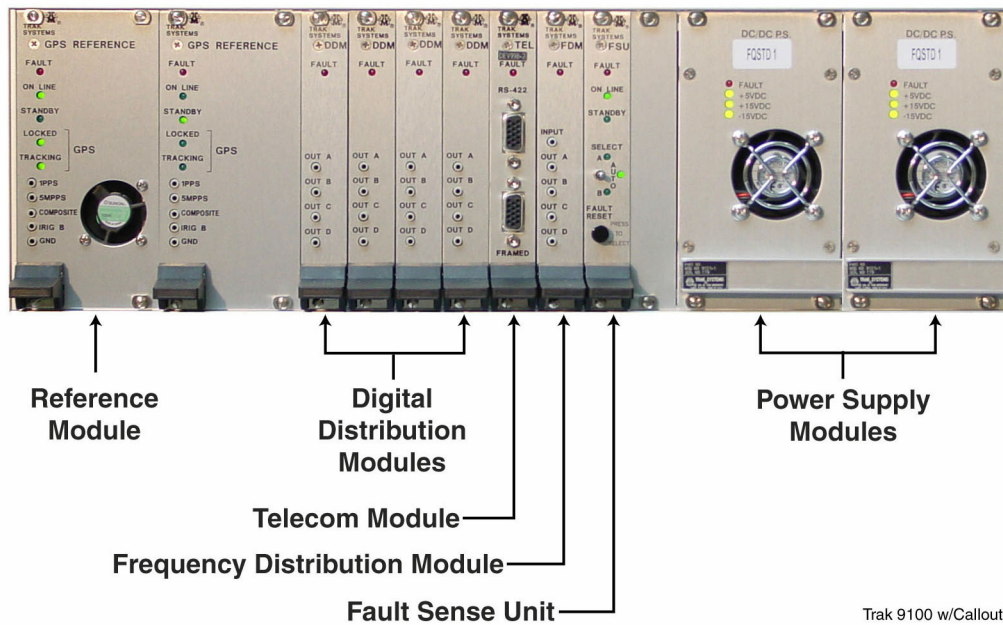 TRAK
SYSTEMS
GPS REFERENCE
FAULT
ON LINE
STANDBY
LOCKED
TRACKING
GPS
1PPS
5MPPS
COMPOSITE
IRIG B
GND
TRAK
SYSTEMS
GPS REFERENCE
FAULT
ON LINE
STANDBY
LOCKED
TRACKING
GPS
1PPS
5MPPS
COMPOSITE
IRIG B
GND
TRAK
SYSTEMS
DDM
FAULT
OUT A
OUT B
OUT C
OUT D
TRAK
SYSTEMS
DDM
FAULT
OUT A
OUT B
OUT C
OUT D
TRAK
SYSTEMS
DDM
FAULT
OUT A
OUT B
OUT C
OUT D
TRAK
SYSTEMS
DDM
FAULT
OUT A
OUT B
OUT C
OUT D
TRAK
SYSTEMS
TEL
FAULT
RS-422
FRAMED
TRAK
SYSTEMS
FDM
FAULT
INPUT
OUT A
OUT B
OUT C
OUT D
TRAK
SYSTEMS
FSU
FAULT
ON LINE
STANDBY
SELECT
A
AUTO
B
FAULT
RESET
PRESS
TO
SELECT
DC/DC P.S.
FQSTD 1
FAULT
+5VDC
+15VDC
-15VDC
TRAK SYSTEMS
DC/DC P.S.
FQSTD 1
FAULT
+5VDC
+15VDC
-15VDC
TRAK SYSTEMS
Reference
Module
Digital
Distribution
Modules
Power Supply
Modules
Telecom Module
Frequency Distribution Module
Fault Sense Unit
Trak 9100 w/Callout